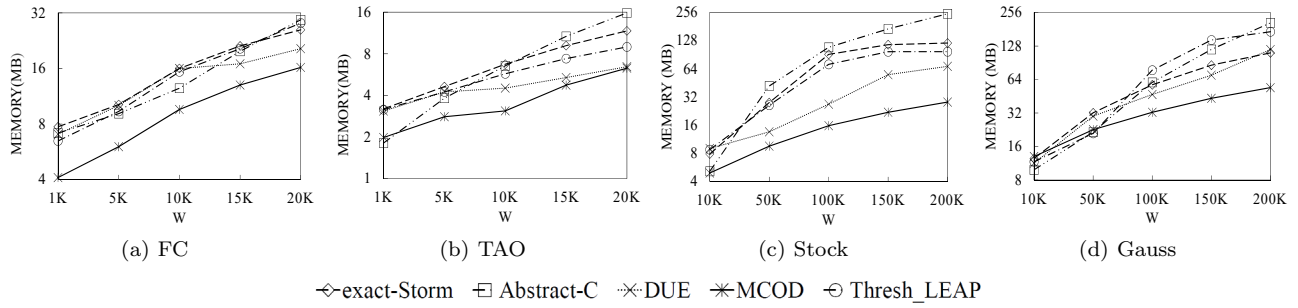 MEMORY(MB)
32
16
8
4
1K 5K 10K 15K 20K
W
(a) FC
MEMORY(MB)
16
8
4
2
1
1K 5K 10K 15K 20K
W
(b) TAO
MEMORY(MB)
256
128
64
32
16
8
4
10K 50K 100K 150K 200K
W
(c) Stock
MEMORY(MB)
256
128
64
32
16
8
10K 50K 100K 150K 200K
W
(d) Gauss
exact-Storm Abstract-C DUE MCOD Thresh_LEAP